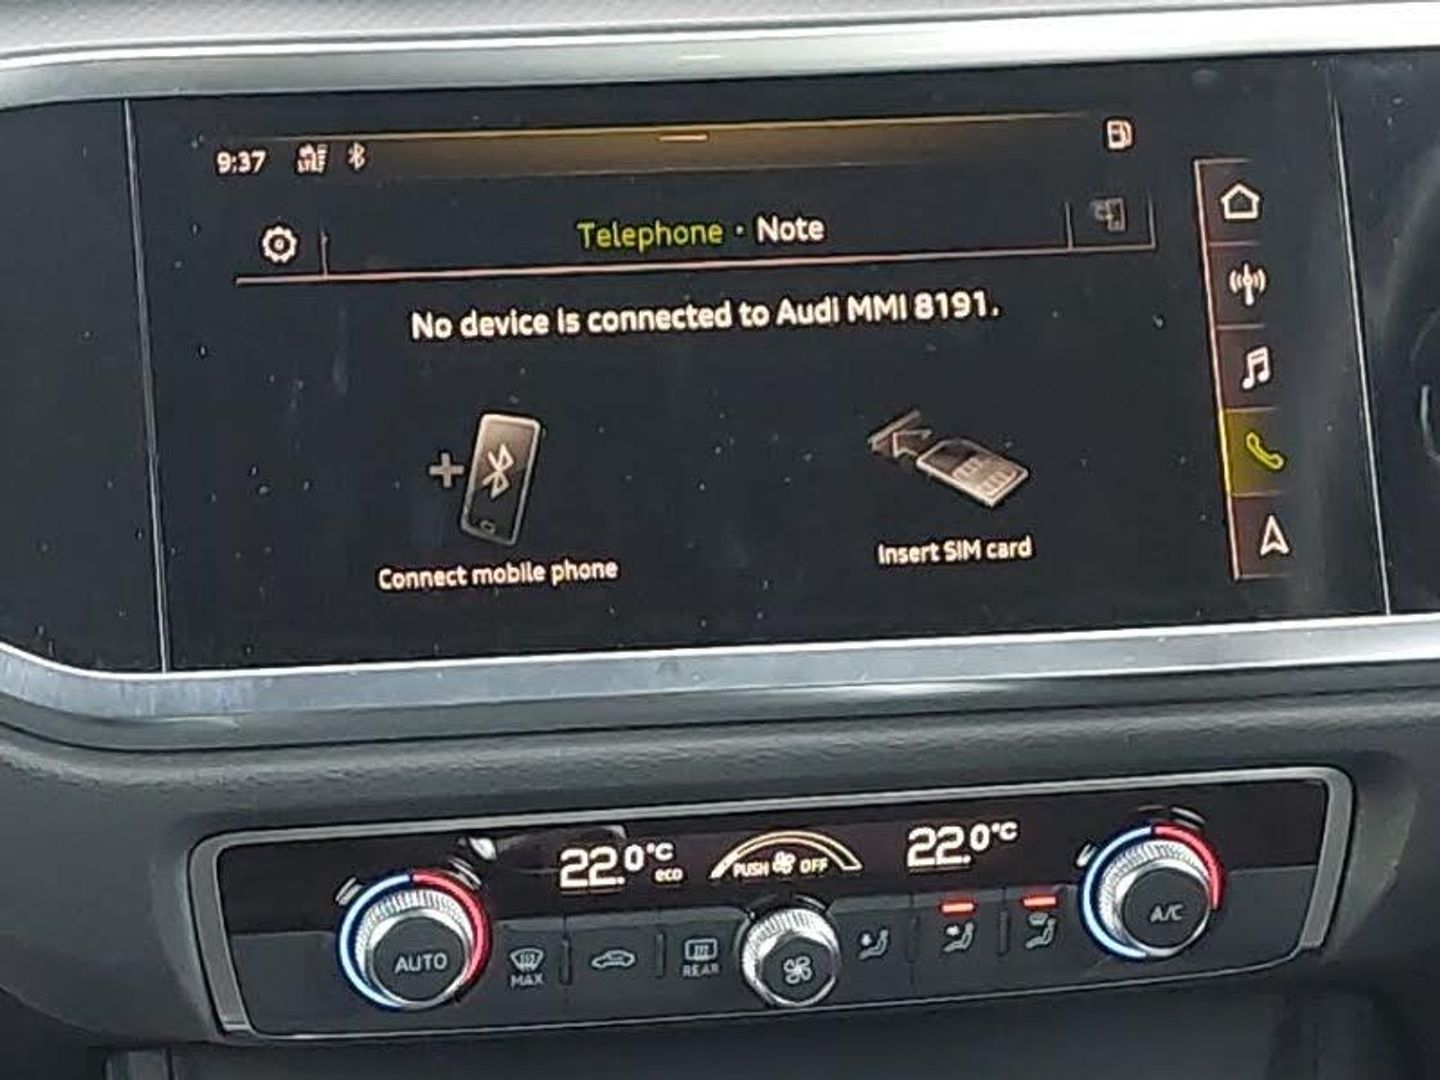 9:37 LTE
Telephone · Note
No device is connected to Audi MMI 8191.
Connect mobile phone
Insert SIM card
22.0°C
eco
PUSH OFF
22.0°C
AUTO
MAX
REAR
A/C